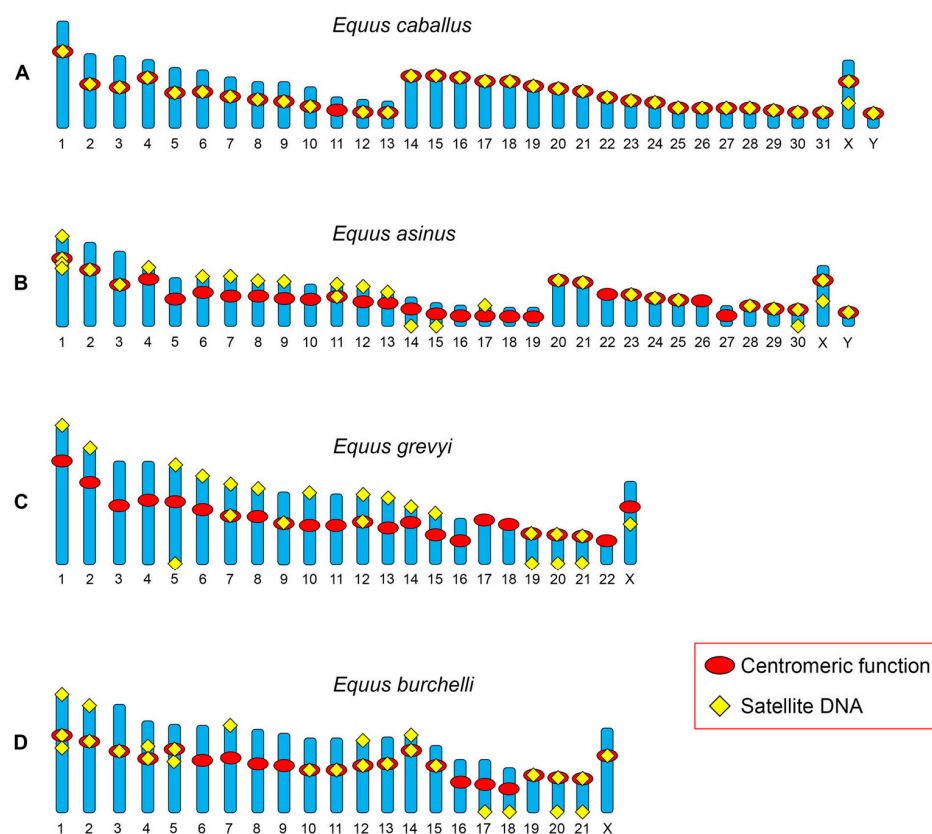 Equus caballus
A
1 2 3 4 5 6 7 8 9 10 11 12 13 14 15 16 17 18 19 20 21 22 23 24 25 26 27 28 29 30 31 X Y
Equus asinus
B
1 2 3 4 5 6 7 8 9 10 11 12 13 14 15 16 17 18 19 20 21 22 23 24 25 26 27 28 29 30 X Y
Equus grevyi
C
1 2 3 4 5 6 7 8 9 10 11 12 13 14 15 16 17 18 19 20 21 22 X
Centromeric function
Equus burchelli
Satellite DNA
D
1 2 3 4 5 6 7 8 9 10 11 12 13 14 15 16 17 18 19 20 21 X